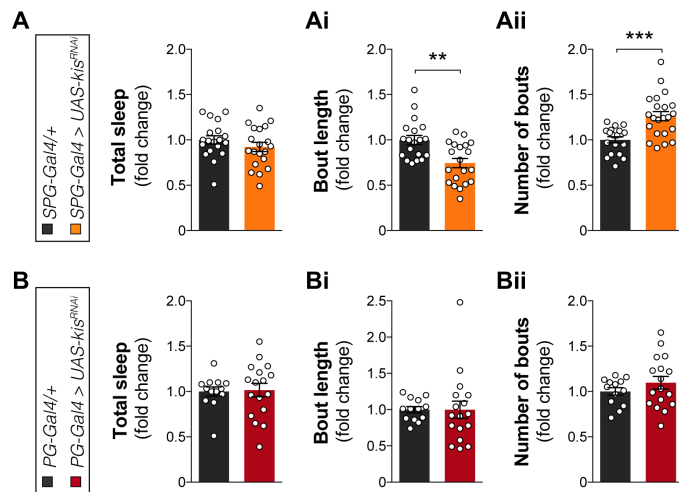 A
SPG-Gal4/+
SPG-Gal4 > UAS-kisRNAi
Total sleep
(fold change)
2.0
1.5
1.0
0.5
0
Ai
Bout length
(fold change)
2.0
1.5
1.0
0.5
0
**
Aii
Number of bouts
(fold change)
2.0
1.5
1.0
0.5
0
***
B
PG-Gal4/+
PG-Gal4 > UAS-kisRNAi
Total sleep
(fold change)
2.0
1.5
1.0
0.5
0
Bi
Bout length
(fold change)
2.5
2.0
1.5
1.0
0.5
0
Bii
Number of bouts
(fold change)
2.0
1.5
1.0
0.5
0